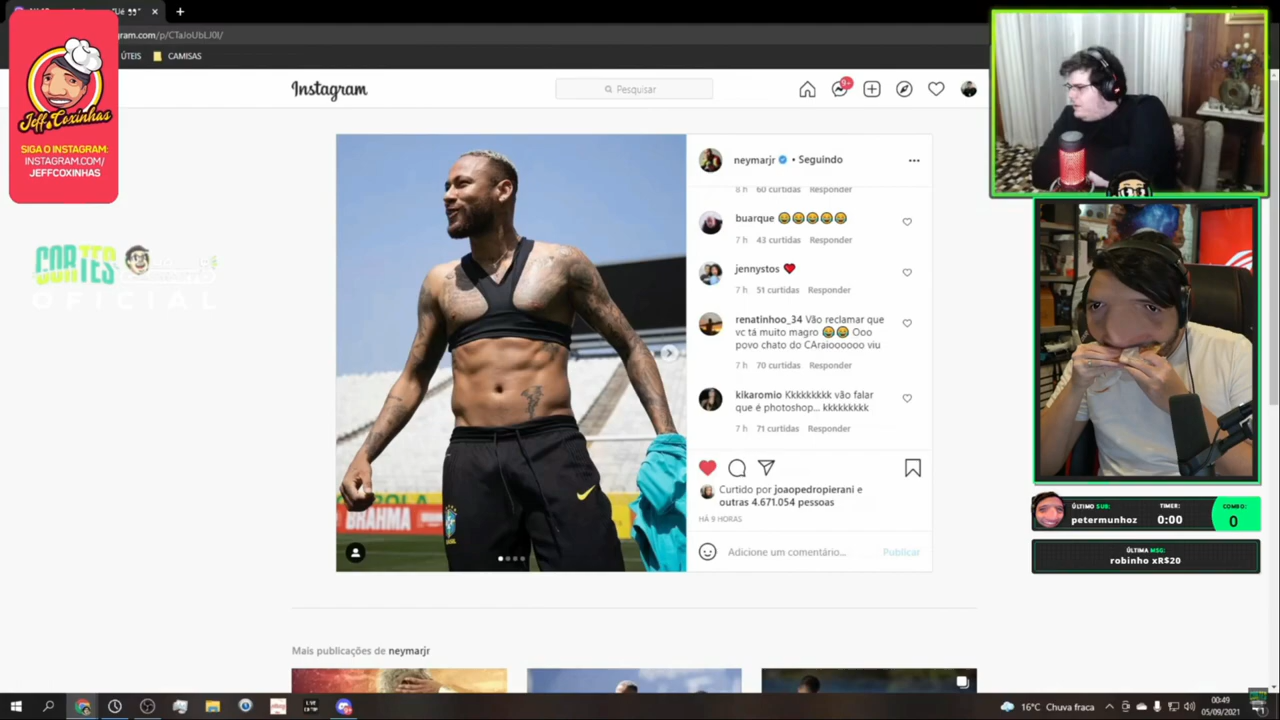 gram.com/p/CTaJoUbLJ0I/
ÚTEIS
CAMISAS
Jeff.Coxinhas
SIGA O INSTAGRAM:
INSTAGRAM.COM/
JEFFCOXINHAS
CORTES
OFICIAL
Instagram
Pesquisar
9+
neymarjr • Seguindo
8 h 60 curtidas Responder
buarque 😂😂😂😂😂
7 h 43 curtidas Responder
jennystos ❤️
7 h 51 curtidas Responder
renatinhoo_34 Vão reclamar que
vc tá muito magro 😂😂 Ooo
povo chato do CAraioooooo viu
7 h 70 curtidas Responder
kikaromio Kkkkkkkkk vão falar
que é photoshop... kkkkkkkkk
7 h 71 curtidas Responder
Curtido por joaopedropierani e
outras 4.671.054 pessoas
HÁ 9 HORAS
Adicione um comentário...
Publicar
BRAHMA
BRASIL
Mais publicações de neymarjr
ÚLTIMO SUB:
petermunhoz
TIMER:
0:00
COMBO:
0
ÚLTIMA MSG:
robinho xR$20
16°C Chuva fraca
00:49
05/09/2021